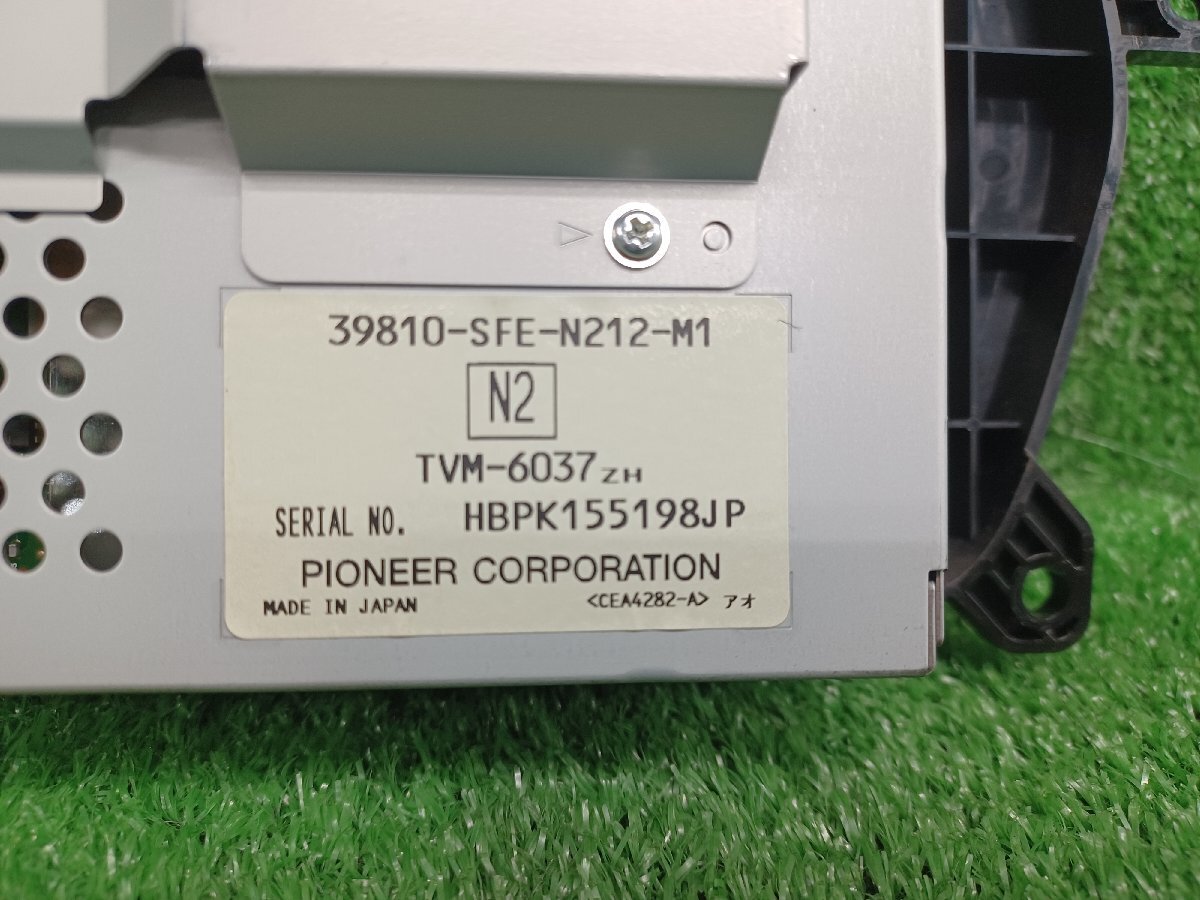 39810-SFE-N212-M1
N2
TVM-6037ZH
SERIAL NO. HBPK155198JP
PIONEER CORPORATION
MADE IN JAPAN <CEA4282-A> アオ